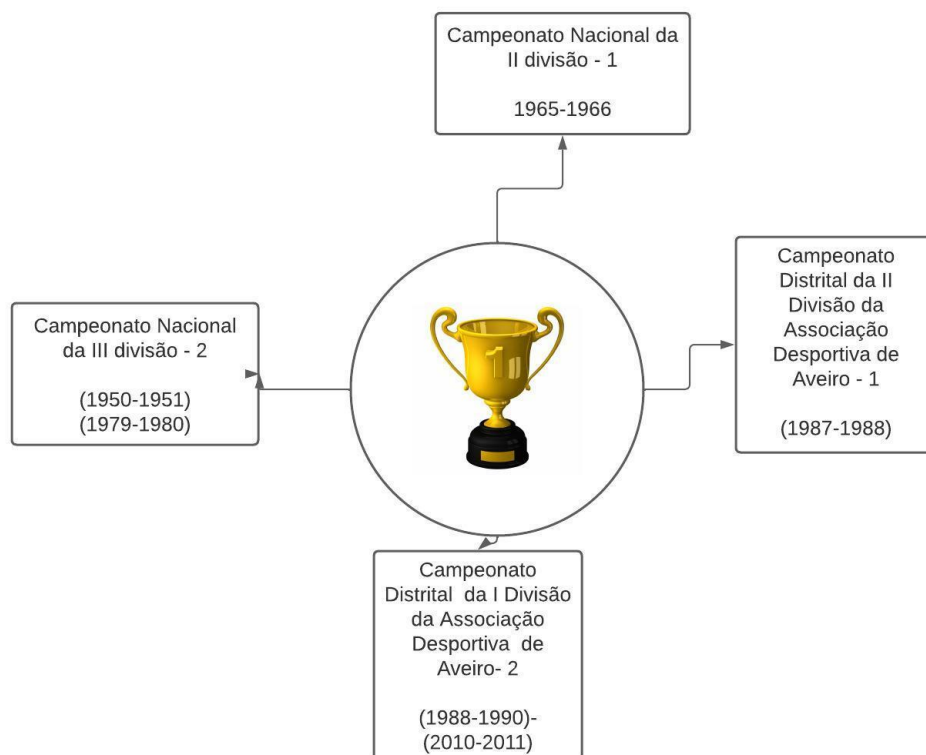 Campeonato Nacional da
II divisão - 1
1965-1966
Campeonato Nacional
da III divisão - 2
(1950-1951)
(1979-1980)
1
Campeonato
Distrital da II
Divisão da
Associação
Desportiva de
Aveiro - 1
(1987-1988)
Campeonato
Distrital  da I Divisão
da Associação
Desportiva  de
Aveiro- 2
(1988-1990)-
(2010-2011)